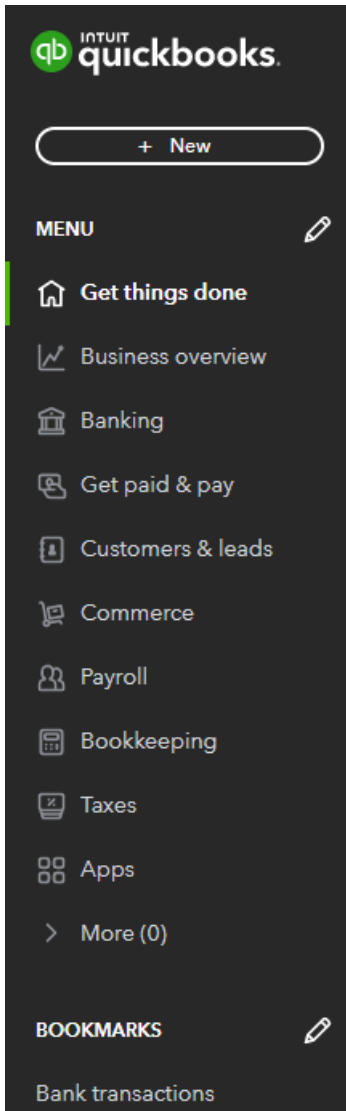 INTUIT
quickbooks.
+ New
MENU
Get things done
Business overview
Banking
Get paid & pay
Customers & leads
Commerce
Payroll
Bookkeeping
Taxes
Apps
More (0)
BOOKMARKS
Bank transactions